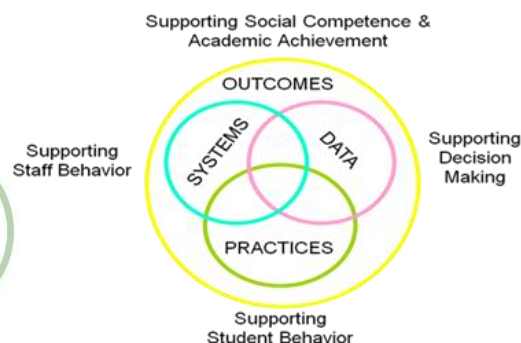 Supporting Social Competence &
Academic Achievement
OUTCOMES
SYSTEMS
DATA
Supporting
Staff Behavior
Supporting
Decision
Making
PRACTICES
Supporting
Student Behavior